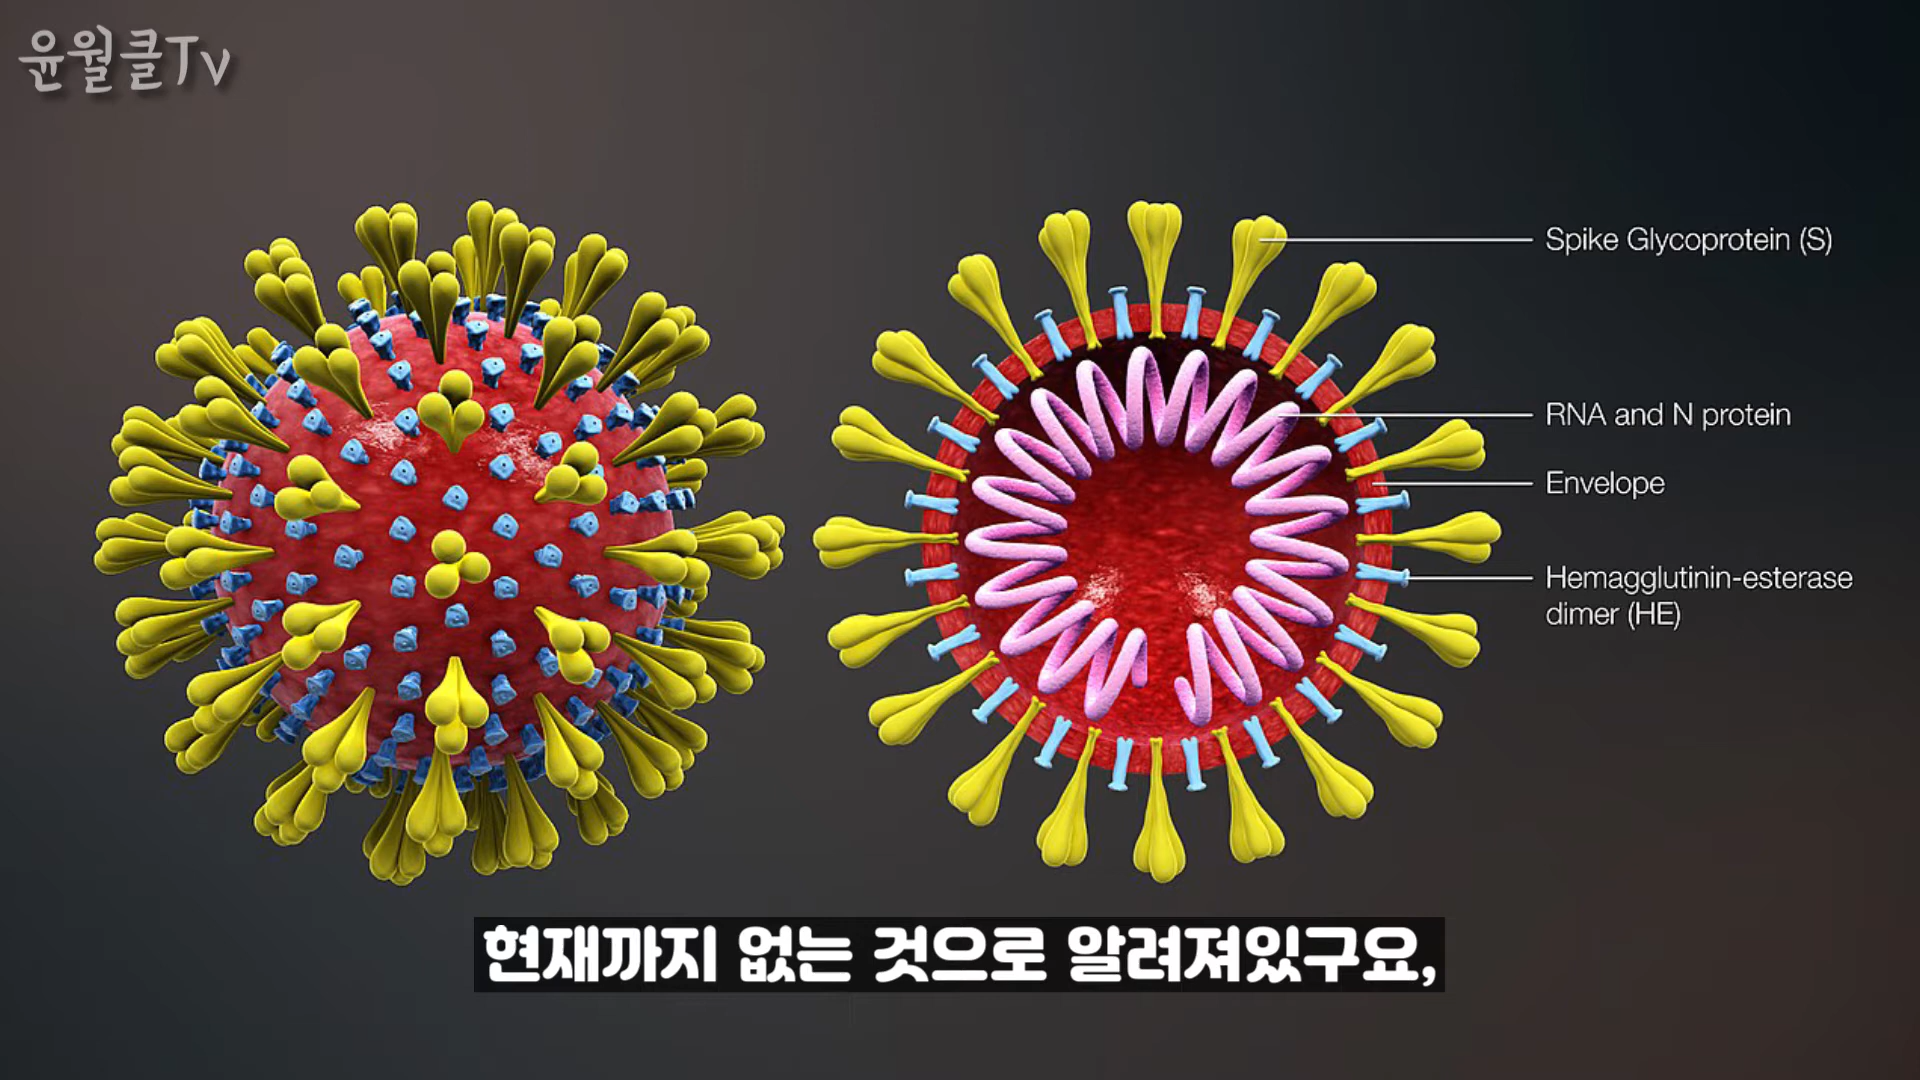 윤월클Tv
Spike Glycoprotein (S)
RNA and N protein
Envelope
Hemagglutinin-esterase
dimer (HE)
현재까지 없는 것으로 알려져있구요,